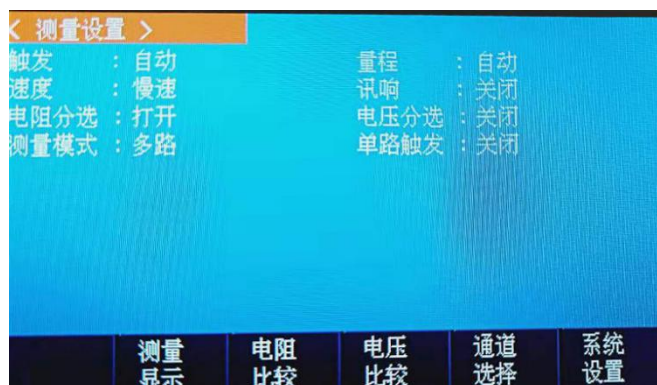 < 测量设置 >
触发 : 自动 量程 : 自动
速度 : 慢速 讯响 : 关闭
电阻分选 : 打开 电压分选 : 关闭
测量模式 : 多路 单路触发 : 关闭
测量 电阻 电压 通道 系统
显示 比较 比较 选择 设置